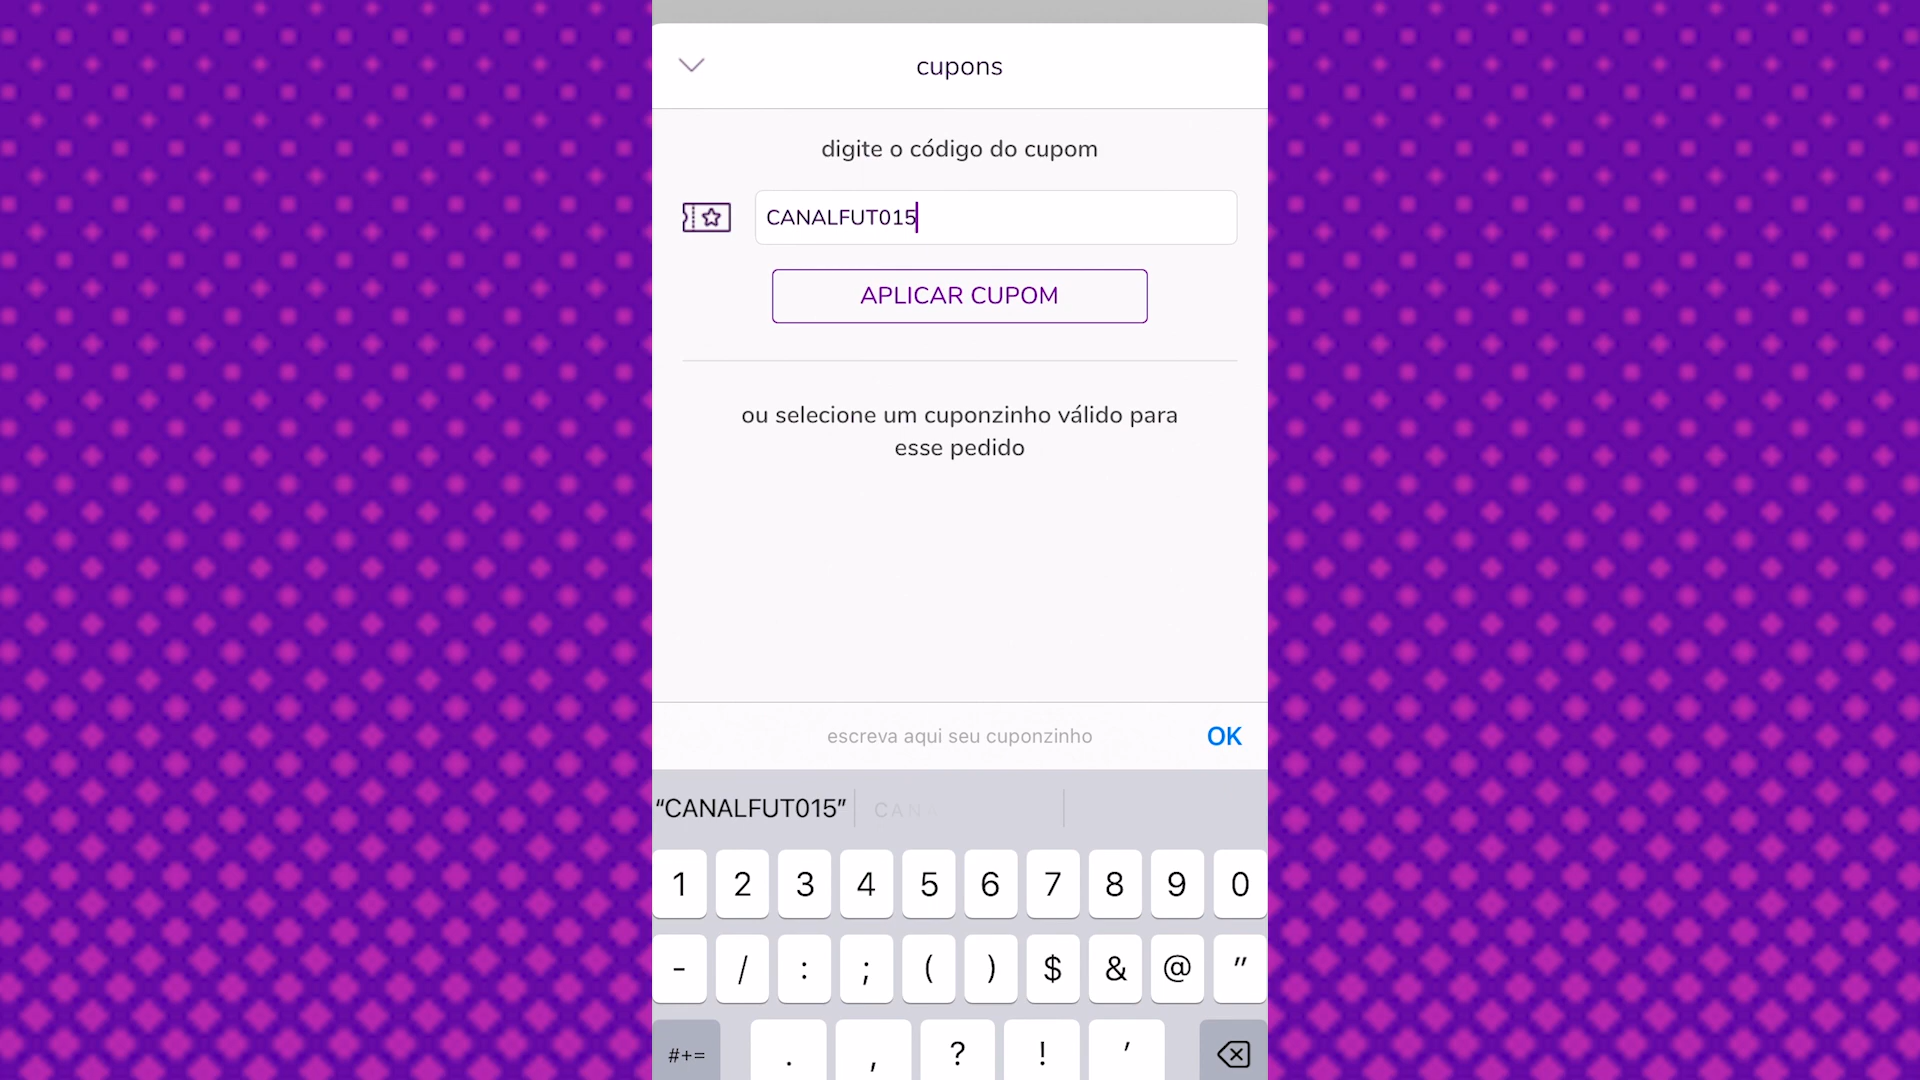 cupons
digite o código do cupom
CANALFUT015
APLICAR CUPOM
ou selecione um cuponzinho válido para
esse pedido
escreva aqui seu cuponzinho
OK
“CANALFUT015” CAN
1 2 3 4 5 6 7 8 9 0
- / : ; ( ) $ & @ "
#+= . , ? ! ’